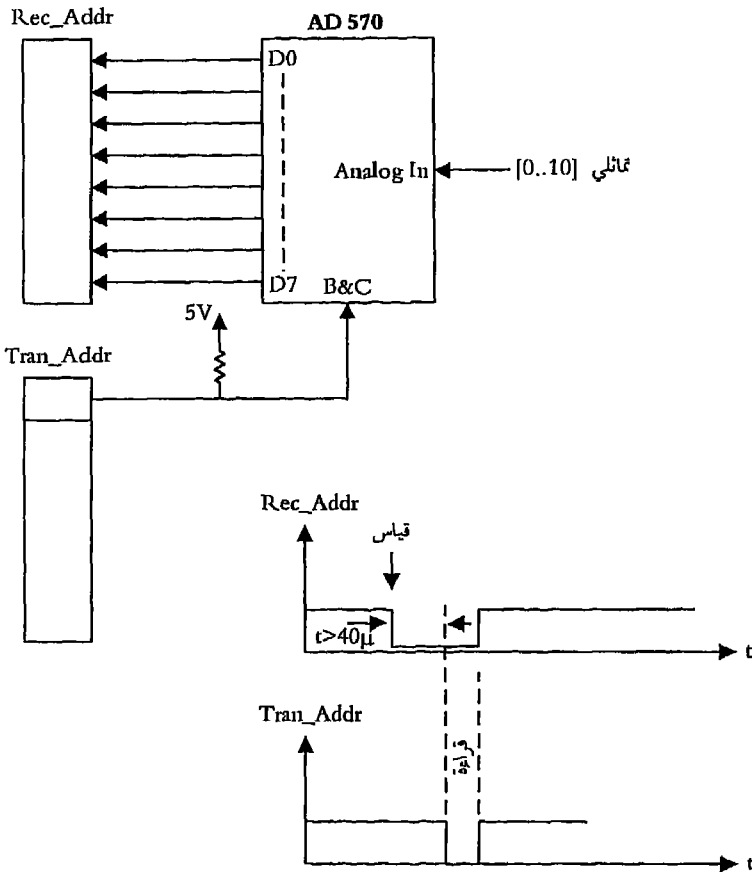 Rec_Addr
AD 570
D0
Analog In
[0..10] تماثلي
D7
B&C
5V
Tran_Addr
Rec_Addr
قياس
t>40μ
t
Tran_Addr
قراءة
t